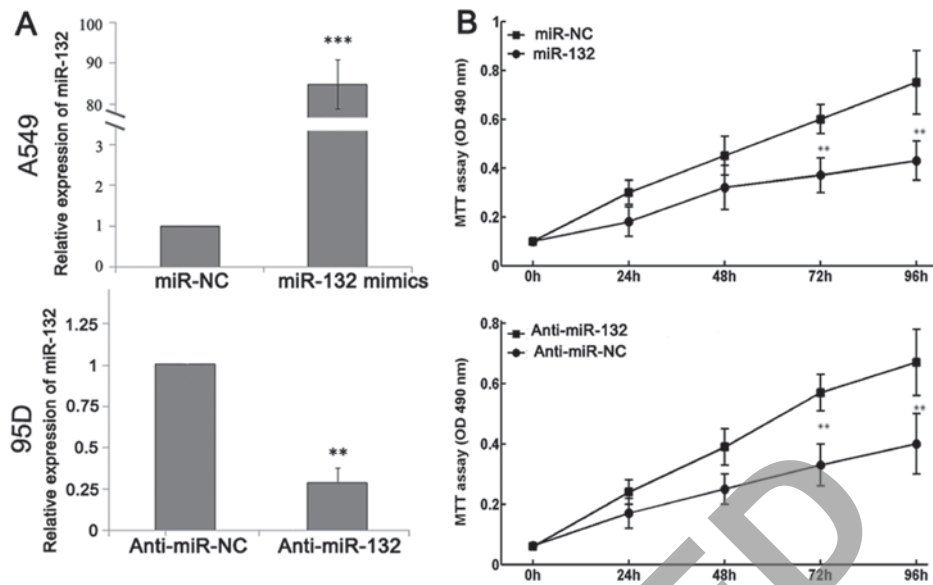 A
A549
Relative expression of miR-132
100
90
80
3
2
1
0
***
miR-NC
miR-132 mimics
B
miR-NC
miR-132
MTT assay (OD 490 nm)
1
0.8
0.6
0.4
0.2
0
**
**
0h
24h
48h
72h
96h
95D
Relative expression of miR-132
1.25
1
0.75
0.5
0.25
0
**
Anti-miR-NC
Anti-miR-132
Anti-miR-132
Anti-miR-NC
MTT assay (OD 490 nm)
0.8
0.6
0.4
0.2
0
**
**
0h
24h
48h
72h
96h